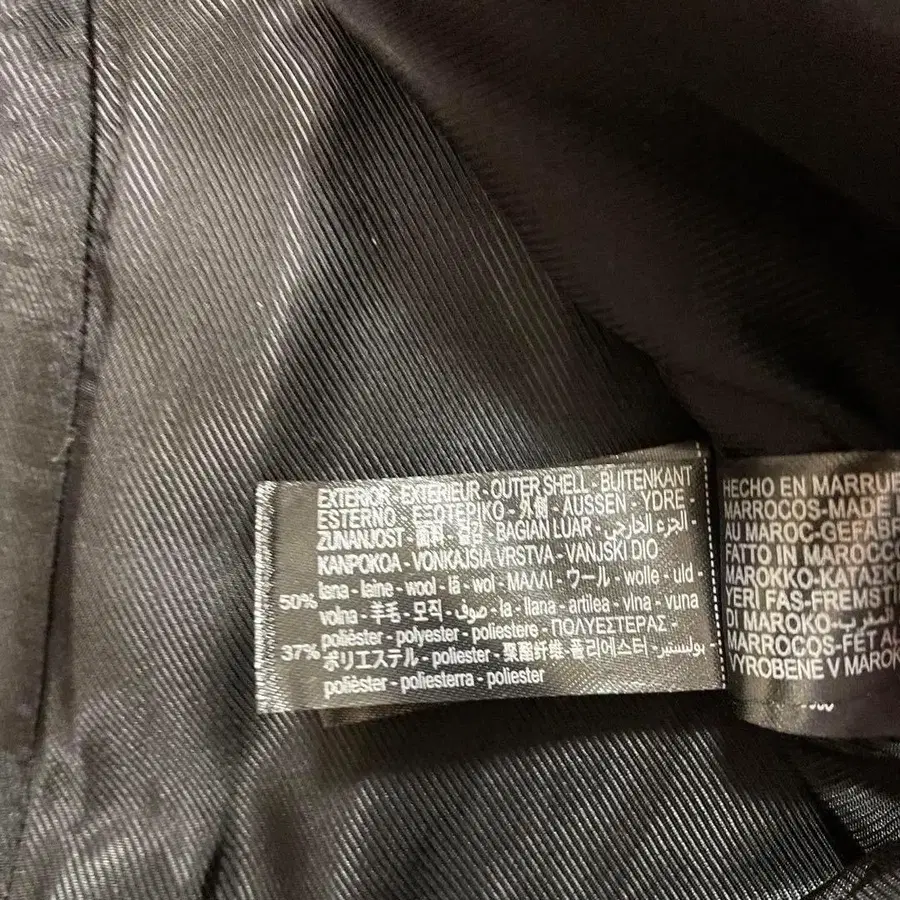 EXTERIOR - EXTERIEUR - OUTER SHELL - BUITENKANT
ESTERNO - ΕΞΩΤΕΡΙΚΟ - 外側 - AUSSEN - YDRE -
ZUNANJOST - 面料 - 겉감 - BAGIAN LUAR - الجزء الخارجي -
KANPOKOA - VONKAJSIA VRSTVA - VANJSKI DIO
50% lana - laine - wool - lã - wol - ΜΑΛΛΙ - ウール - wolle - uld -
volna - 羊毛 - 모직 - صوف - la - llana - artilea - vlna - vuna
37% poliéster - polyester - poliestere - ΠΟΛΥΕΣΤΕΡΑΣ -
ポリエステル - poliester - 聚酯纤维 - 폴리에스터 - بوليستير -
polièster - poliesterra - poliester
HECHO EN MARRUE
MARROCOS-MADE I
AU MAROC-GEFABR
FATTO IN MAROCCO
MAROKKO-ΚΑΤΑΣΚ
YERI FAS-FREMSTI
DI MAROKO-المغرب
MARROCOS-FET AL
VYROBENÉ V MAROK